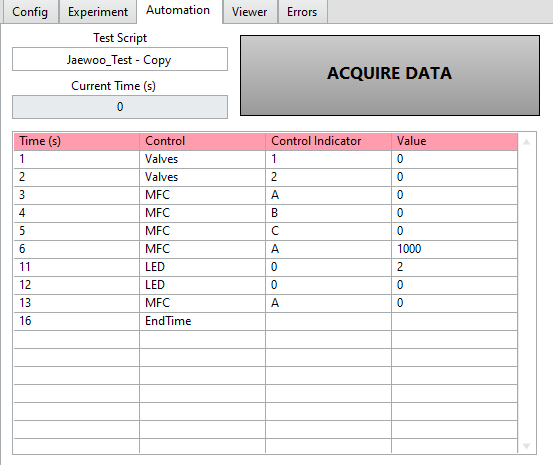 Config Experiment Automation Viewer Errors
Test Script
Jaewoo_Test - Copy
ACQUIRE DATA
Current Time (s)
0
Time (s) Control Control Indicator Value
1 Valves 1 0
2 Valves 2 0
3 MFC A 0
4 MFC B 0
5 MFC C 0
6 MFC A 1000
11 LED 0 2
12 LED 0 0
13 MFC A 0
16 EndTime